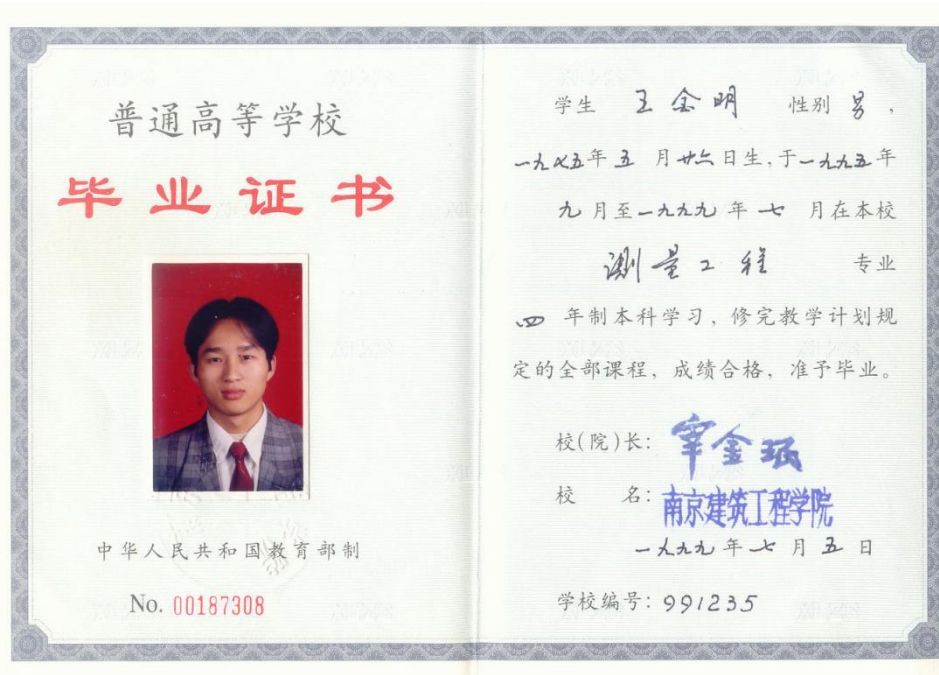 普通高等学校
毕业证书
中华人民共和国教育部制
No. 00187308
学生 王金明 性别 男，
一九七五年五月廿六日生，于一九九五年
九月至一九九九年七月在本校
测量工程 专业
四年制本科学习，修完教学计划规
定的全部课程，成绩合格，准予毕业。
校(院)长：宰金珉
校 名：南京建筑工程学院
一九九九年七月五日
学校编号：991235